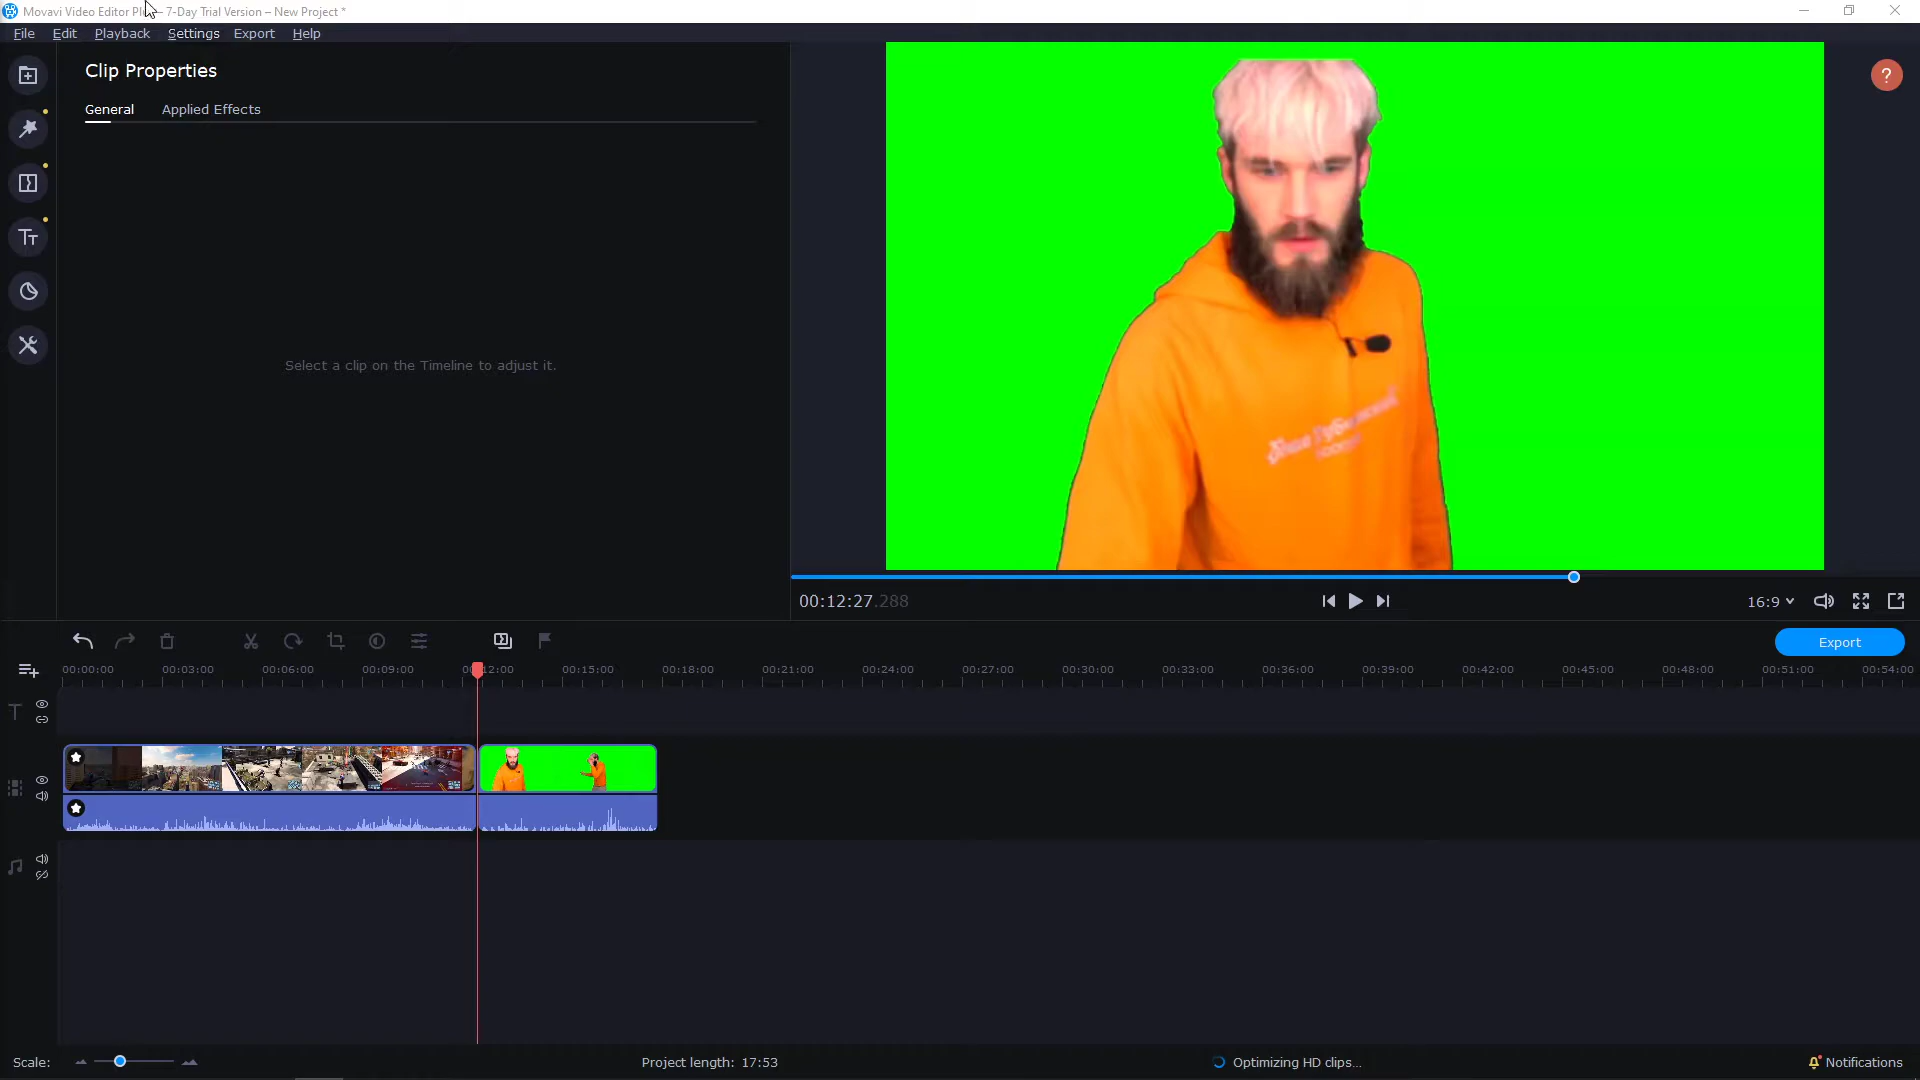 Movavi Video Editor Pl – 7-Day Trial Version – New Project *
File Edit Playback Settings Export Help
Clip Properties
General Applied Effects
Select a clip on the Timeline to adjust it.
?
00:12:27.288
16:9
Export
00:00:00 00:03:00 00:06:00 00:09:00 00:12:00 00:15:00 00:18:00 00:21:00 00:24:00 00:27:00 00:30:00 00:33:00 00:36:00 00:39:00 00:42:00 00:45:00 00:48:00 00:51:00 00:54:00
Scale:
Project length: 17:53
Optimizing HD clips...
Notifications